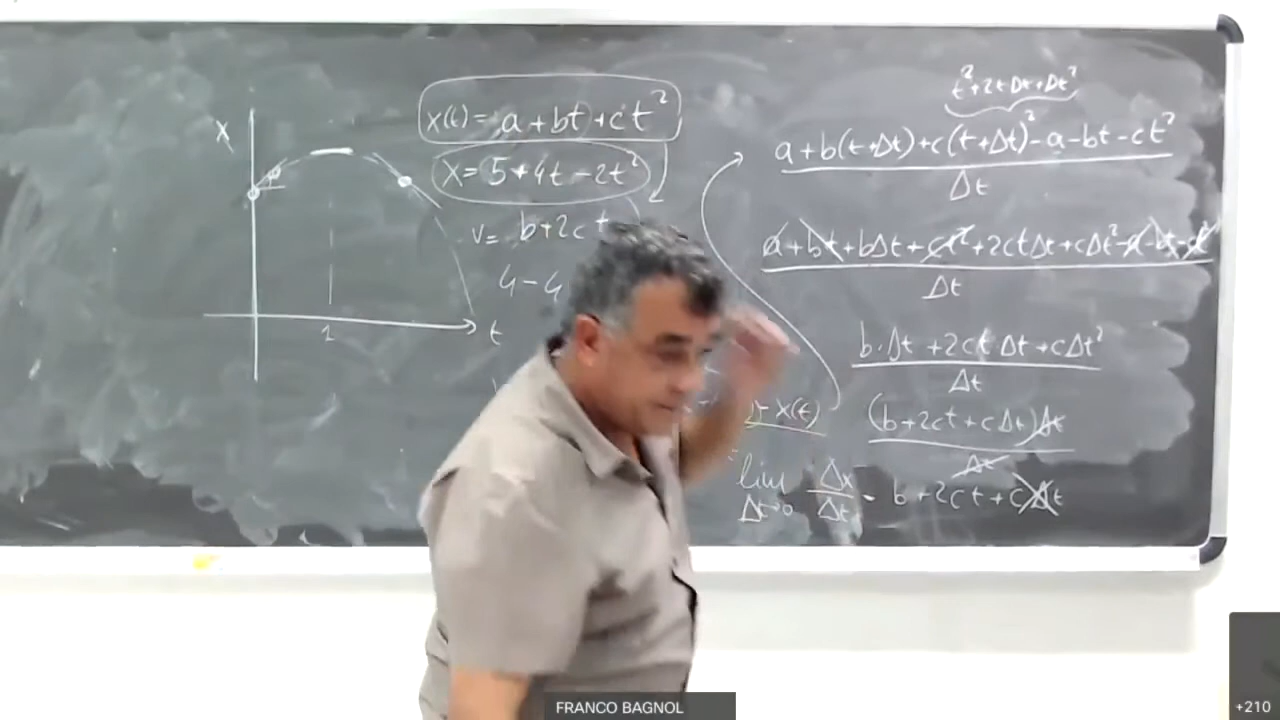 x
t
1
x(t) = a + bt + ct²
x = 5 + 4t - 2t²
v = b + 2ct
4 - 4
t² + 2tΔt + Δt²
a + b(t + Δt) + c(t + Δt)² - a - bt - ct²
Δt
a + bt + bΔt + ct² + 2ctΔt + cΔt² - a - bt - ct²
Δt
b·Δt + 2ctΔt + cΔt²
Δt
- x(t)
(b + 2ct + cΔt)Δt
Δt
lim Δx
Δt→0 Δt
b + 2ct + cΔt
FRANCO BAGNOL
+210